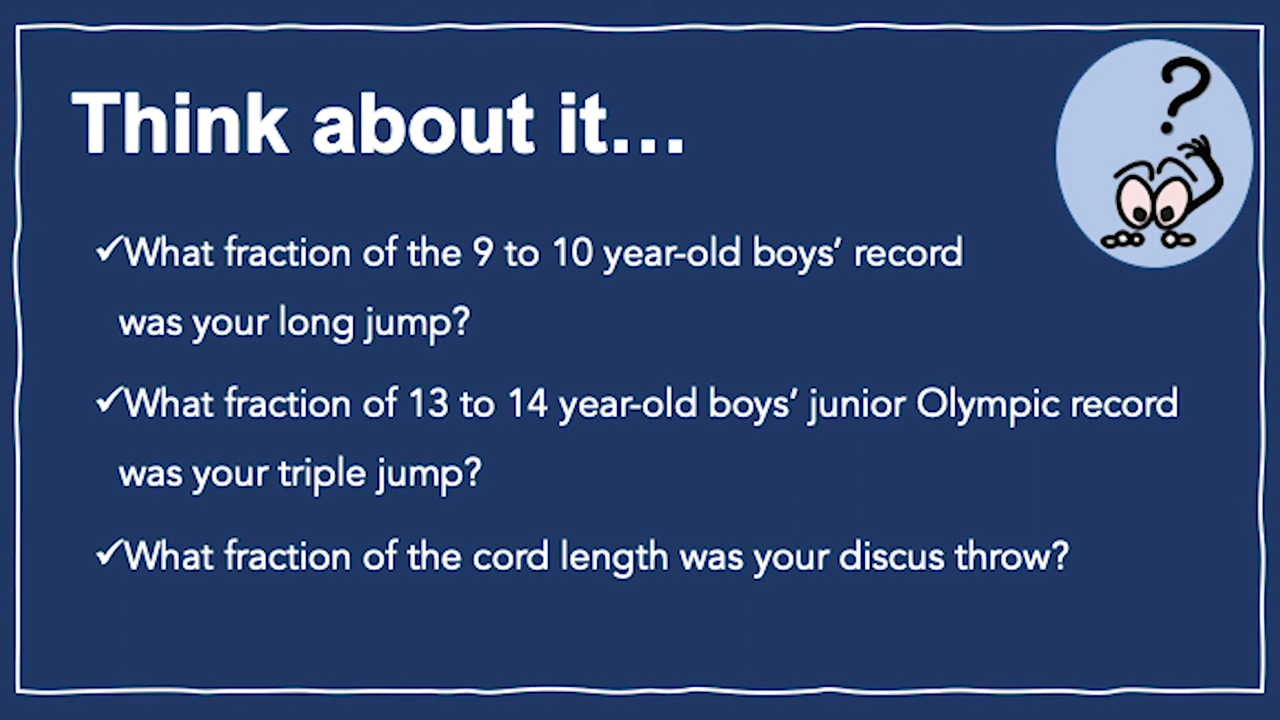 Think about it...
✓What fraction of the 9 to 10 year-old boys’ record
was your long jump?
✓What fraction of 13 to 14 year-old boys’ junior Olympic record
was your triple jump?
✓What fraction of the cord length was your discus throw?
?